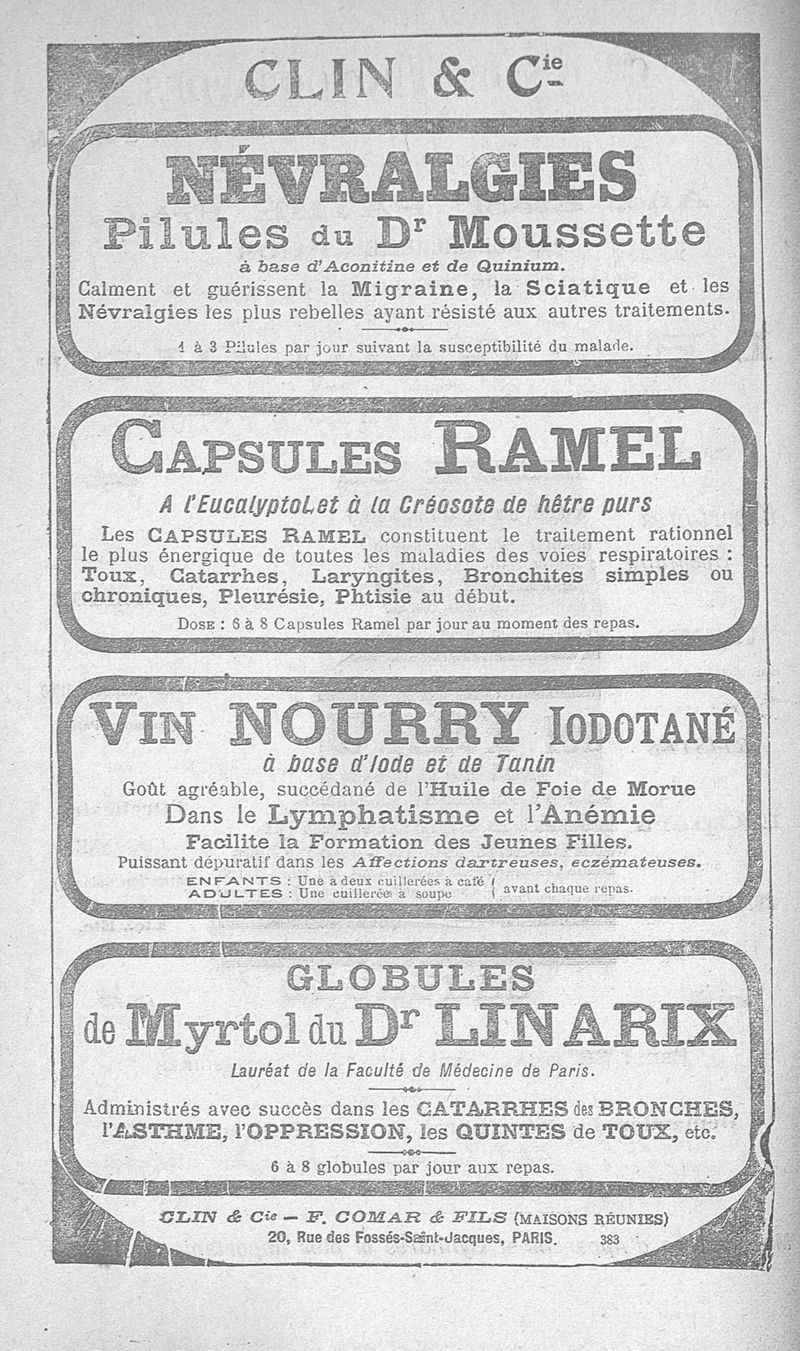 CLIN & Cie
NÉVRALGIES
Pilules du Dr Moussette
à base d'Aconitine et de Quinium.
Calment et guérissent la Migraine, la Sciatique et les
Névralgies les plus rebelles ayant résisté aux autres traitements.
1 à 3 Pilules par jour suivant la susceptibilité du malade.
CAPSULES RAMEL
A l'Eucalyptol et à la Créosote de hêtre purs
Les CAPSULES RAMEL constituent le traitement rationnel
le plus énergique de toutes les maladies des voies respiratoires :
Toux, Catarrhes, Laryngites, Bronchites simples ou
chroniques, Pleurésie, Phtisie au début.
DOSE : 6 à 8 Capsules Ramel par jour au moment des repas.
VIN NOURRY IODOTANÉ
à base d'Iode et de Tanin
Goût agréable, succédané de l'Huile de Foie de Morue
Dans le Lymphatisme et l'Anémie
Facilite la Formation des Jeunes Filles.
Puissant dépuratif dans les Affections dartreuses, eczémateuses.
ENFANTS : Une à deux cuillerées à café
ADULTES : Une cuillerée à soupe
avant chaque repas.
GLOBULES
de Myrtol du Dr LINARIX
Lauréat de la Faculté de Médecine de Paris.
Administrés avec succès dans les CATARRHES des BRONCHES,
l'ASTHME, l'OPPRESSION, les QUINTES de TOUX, etc.
6 à 8 globules par jour aux repas.
CLIN & Cie — F. COMAR & FILS (MAISONS RÉUNIES)
20, Rue des Fossés-Saint-Jacques, PARIS. 383